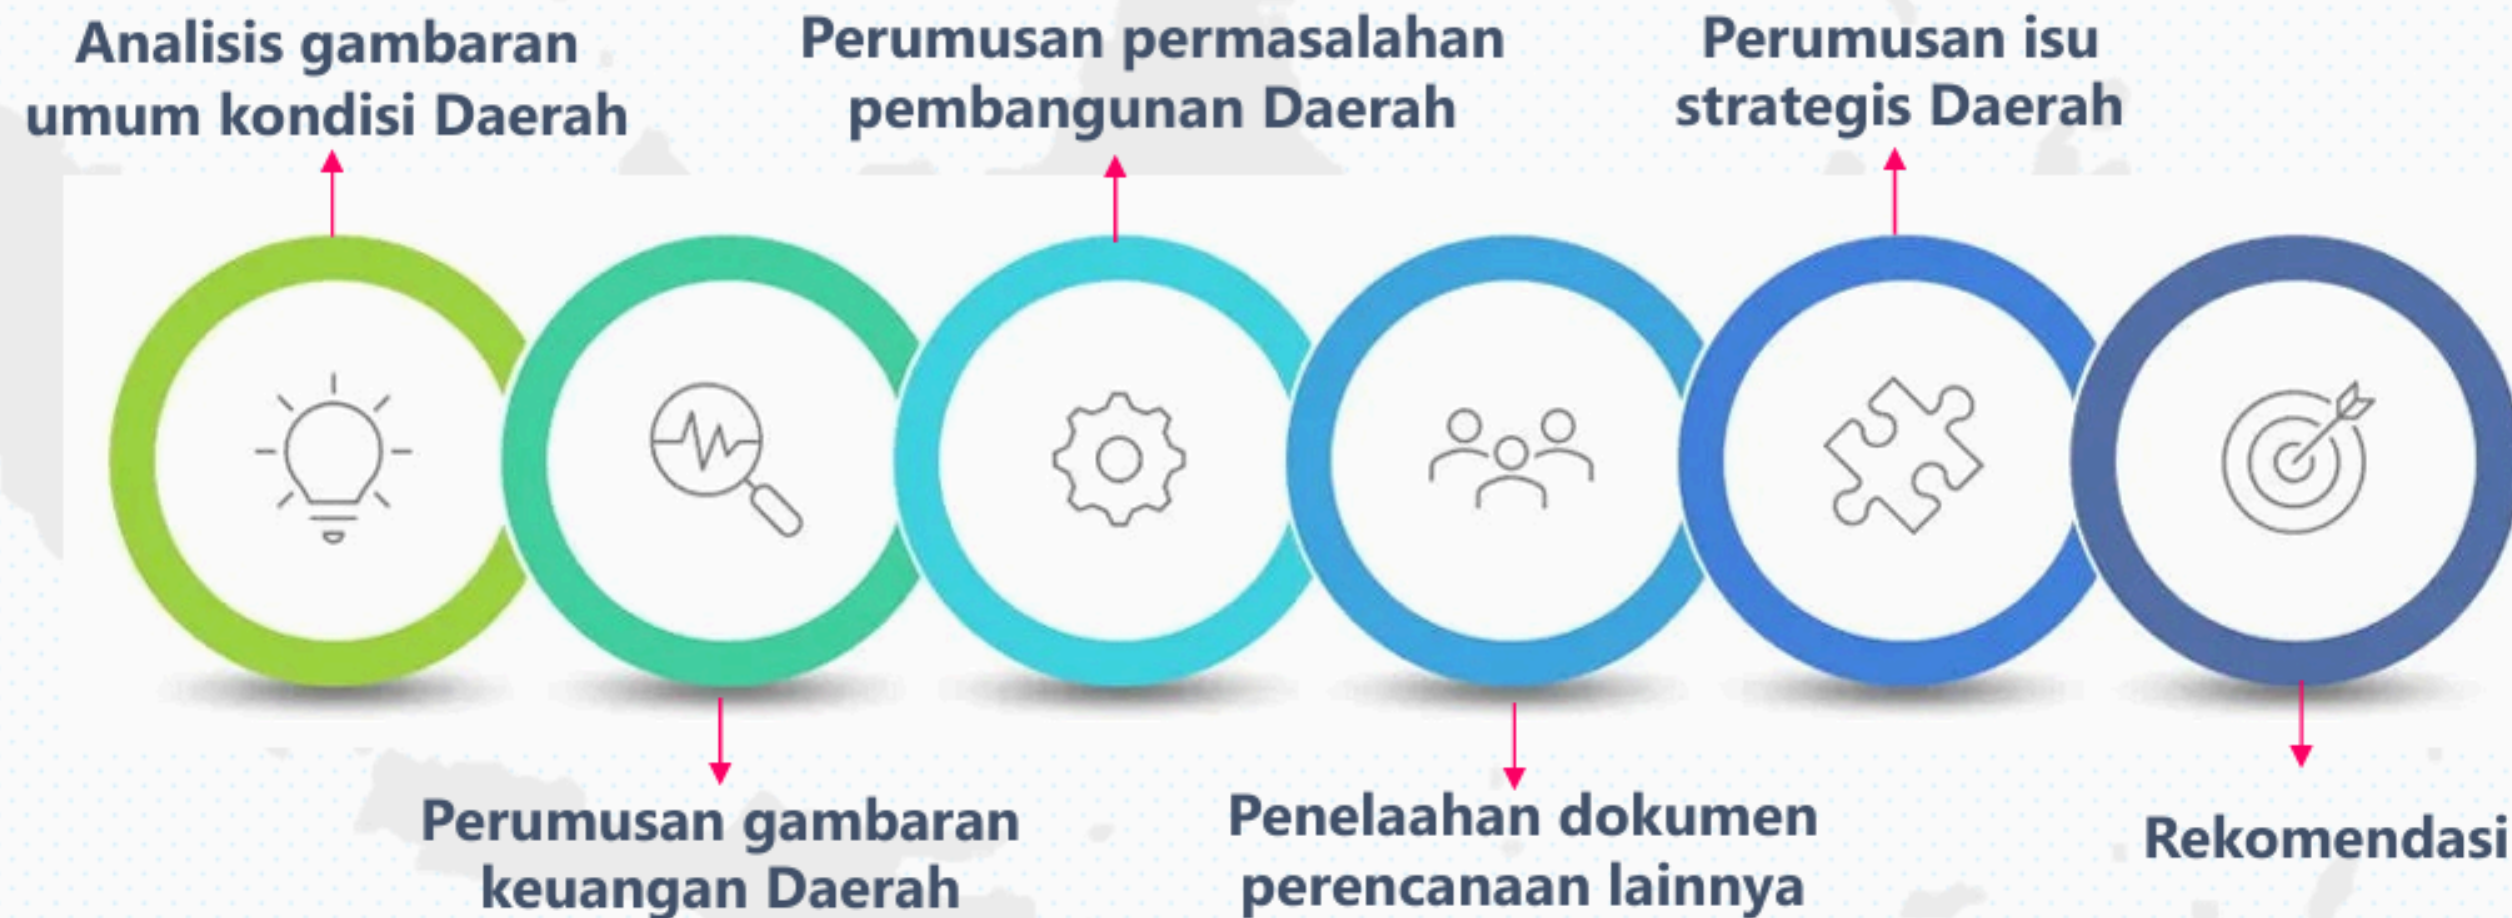 Analisis gambaran
umum kondisi Daerah
Perumusan gambaran
keuangan Daerah
Perumusan permasalahan
pembangunan Daerah
Penelaahan dokumen
perencanaan lainnya
Perumusan isu
strategis Daerah
Rekomendasi